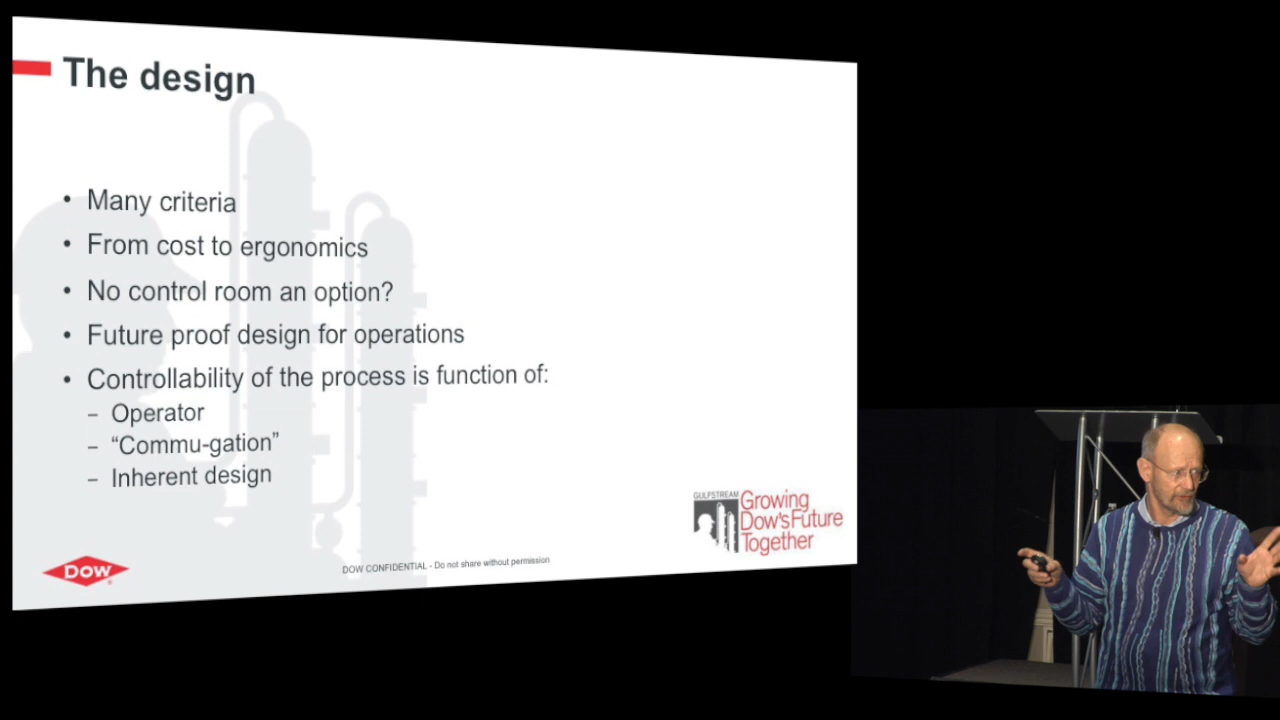 The design
• Many criteria
• From cost to ergonomics
• No control room an option?
• Future proof design for operations
• Controllability of the process is function of:
– Operator
– “Commu-gation”
– Inherent design
GULFSTREAM
Growing
Dow's Future
Together
DOW
DOW CONFIDENTIAL - Do not share without permission